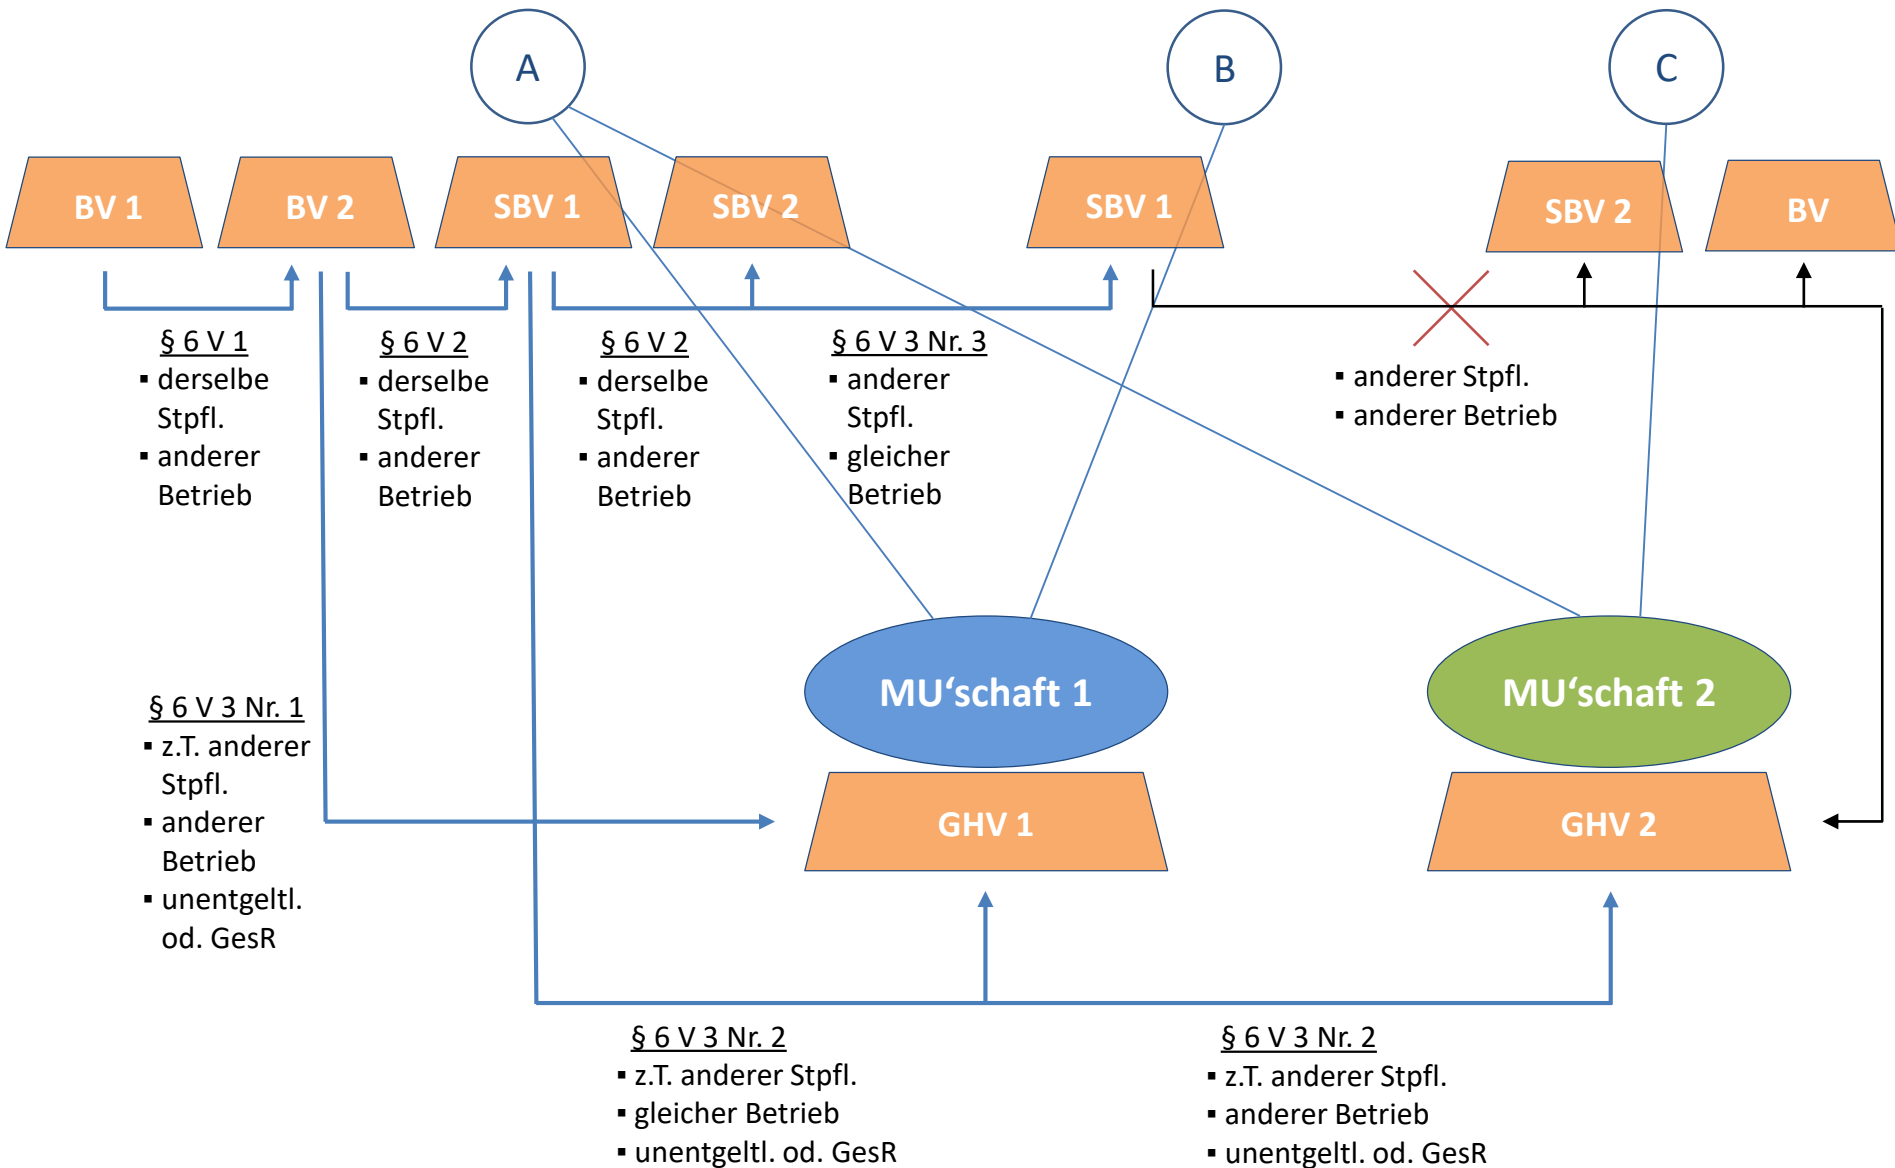 A
B
C
BV 1
BV 2
SBV 1
SBV 2
SBV 1
SBV 2
BV
§ 6 V 1
▪ derselbe
Stpfl.
▪ anderer
Betrieb
§ 6 V 2
▪ derselbe
Stpfl.
▪ anderer
Betrieb
§ 6 V 2
▪ derselbe
Stpfl.
▪ anderer
Betrieb
§ 6 V 3 Nr. 3
▪ anderer
Stpfl.
▪ gleicher
Betrieb
▪ anderer Stpfl.
▪ anderer Betrieb
§ 6 V 3 Nr. 1
▪ z.T. anderer
Stpfl.
▪ anderer
Betrieb
▪ unentgeltl.
od. GesR
MU‘schaft 1
MU‘schaft 2
GHV 1
GHV 2
§ 6 V 3 Nr. 2
▪ z.T. anderer Stpfl.
▪ gleicher Betrieb
▪ unentgeltl. od. GesR
§ 6 V 3 Nr. 2
▪ z.T. anderer Stpfl.
▪ anderer Betrieb
▪ unentgeltl. od. GesR